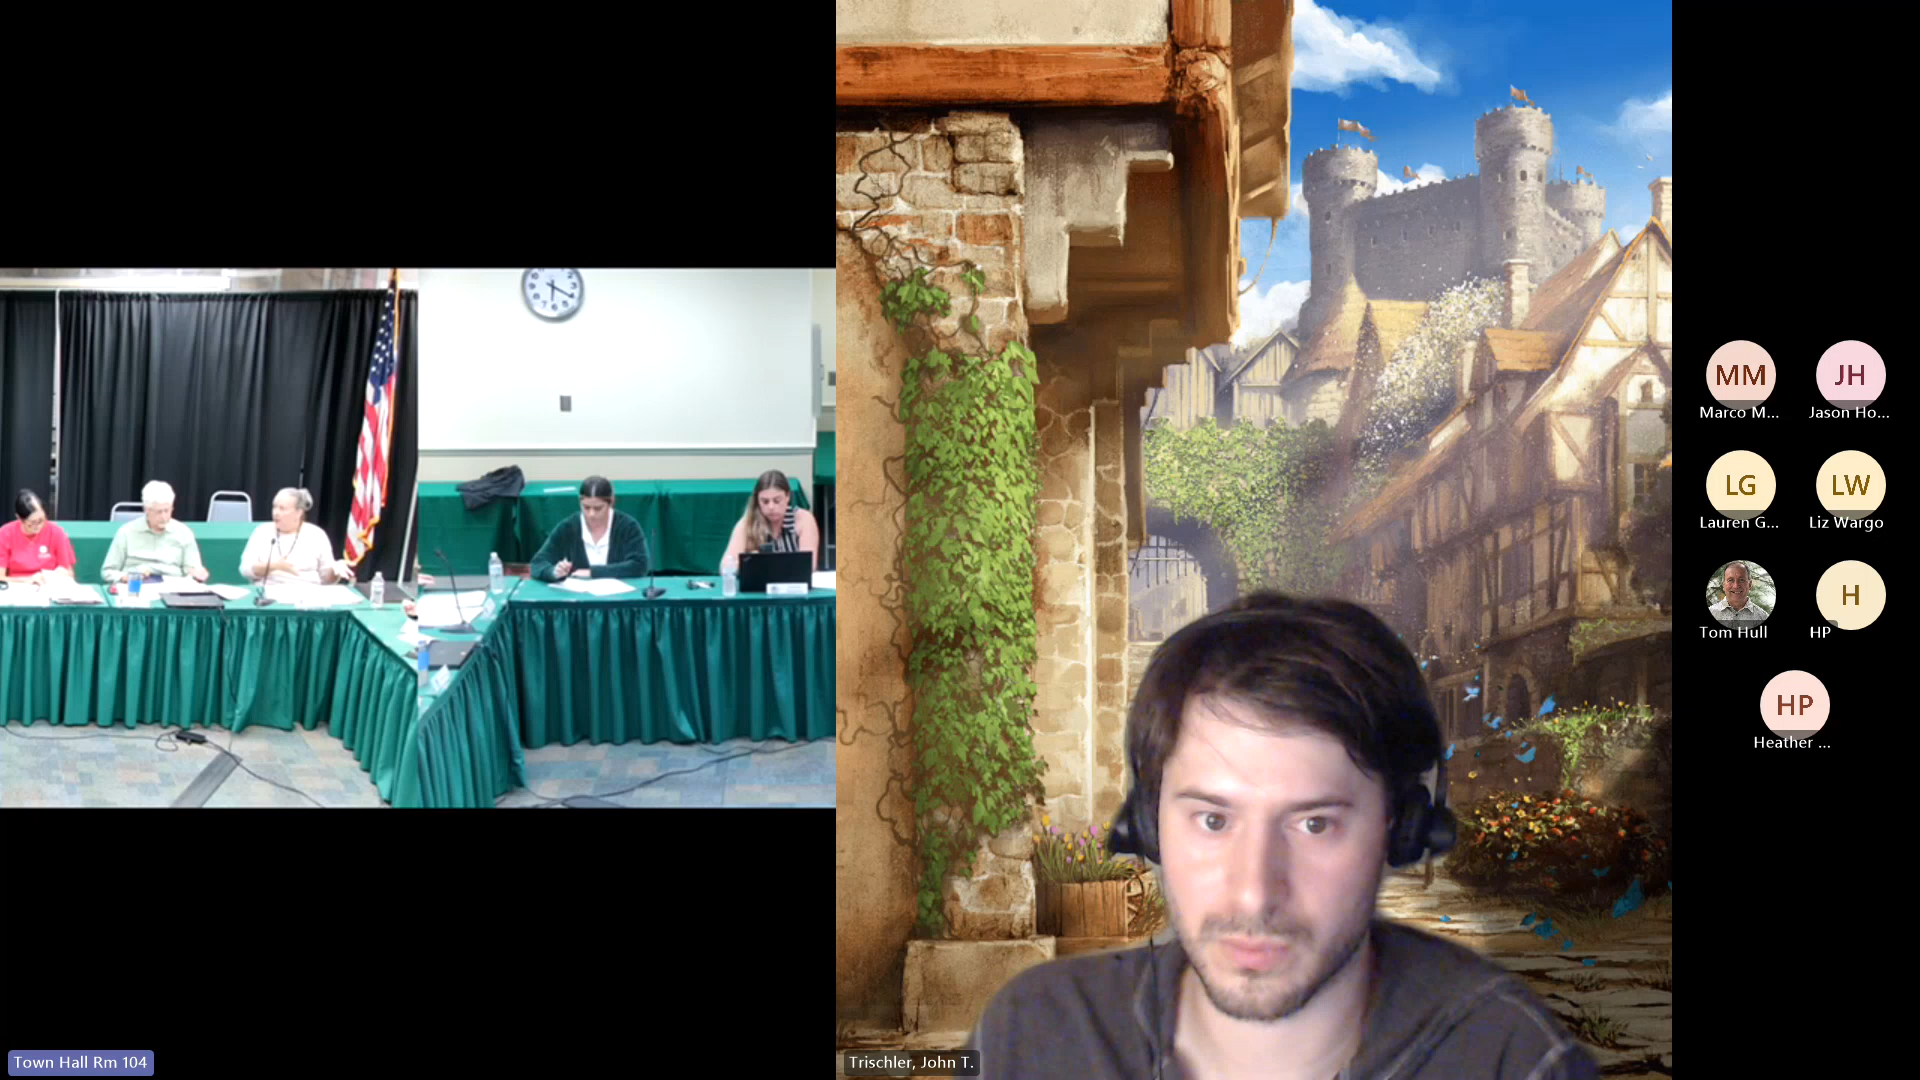 MM
JH
Marco M...
Jason Ho...
LG
LW
Lauren G...
Liz Wargo
H
Tom Hull
HP
HP
Heather ...
Town Hall Rm 104
Trischler, John T.